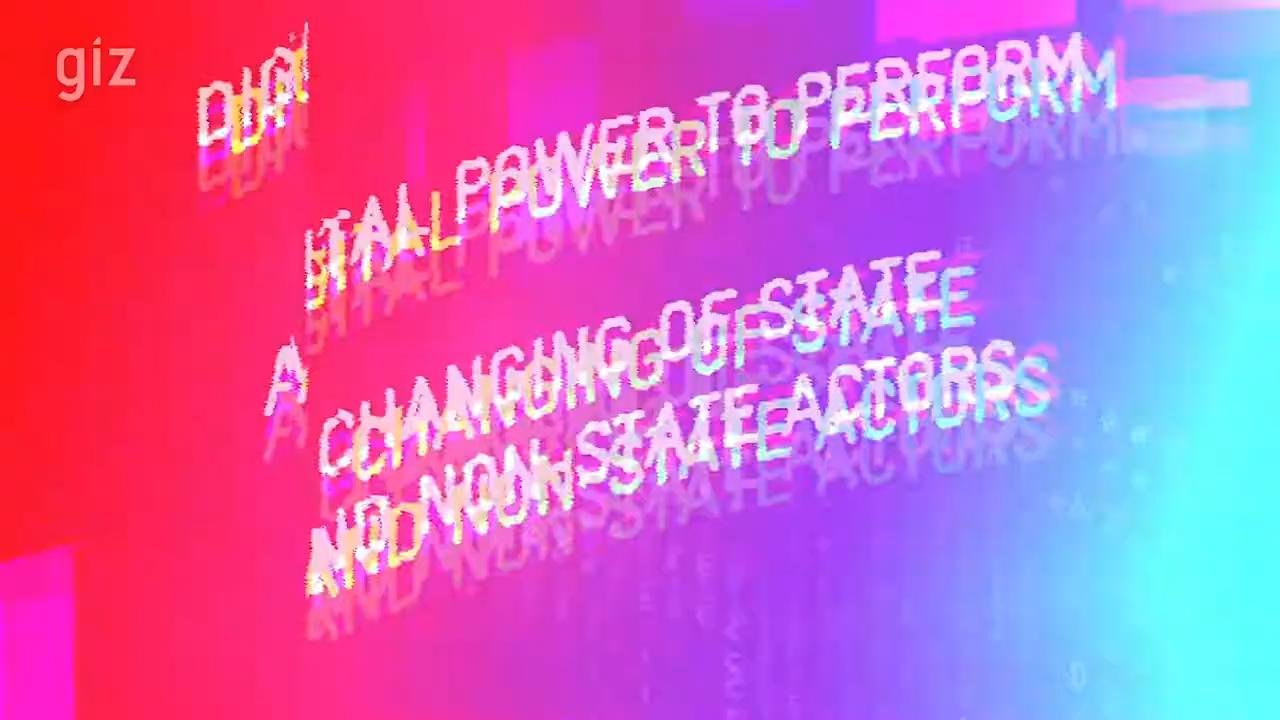 giz
DIGITAL POWER TO PERFORM
A CHANGING OF STATE
AND NON STATE ACTORS